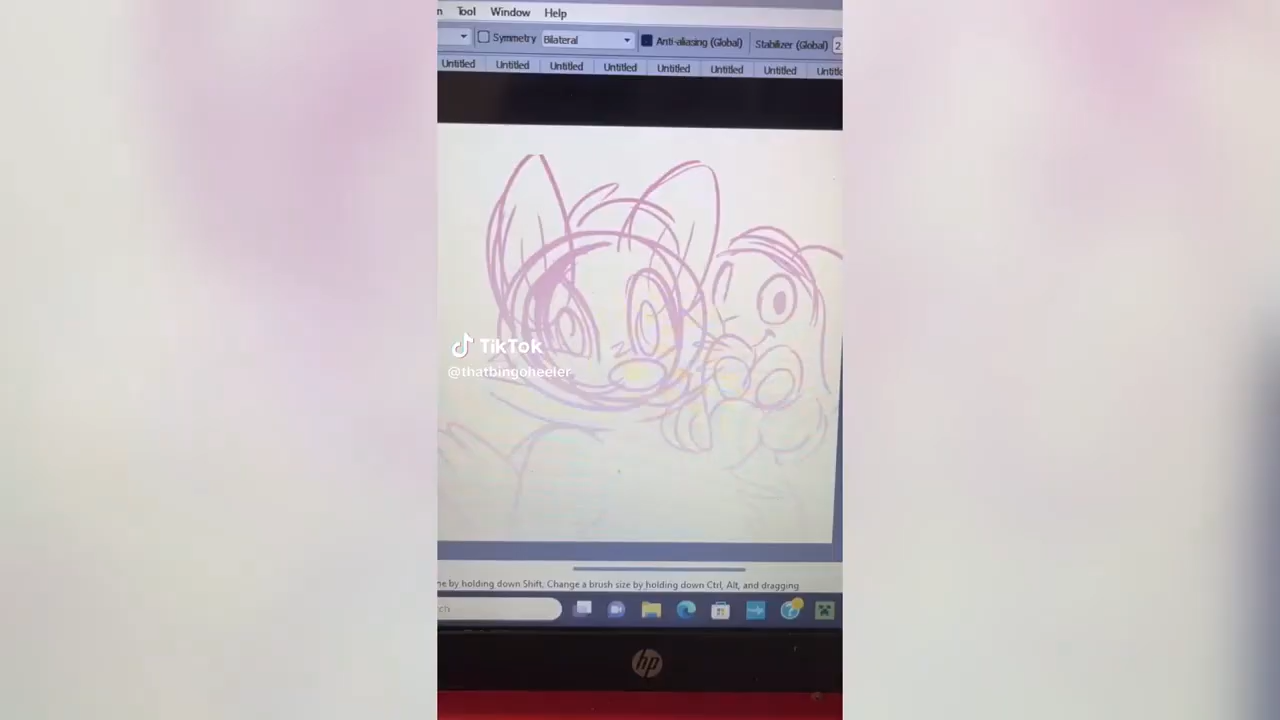 Tool Window Help
Symmetry Bilateral Anti-aliasing (Global) Stabilizer (Global) 2
Untitled Untitled Untitled Untitled Untitled Untitled Untitled
TikTok
@thatbingoheeler
by holding down Shift, Change a brush size by holding down Ctrl, Alt, and dragging
hp